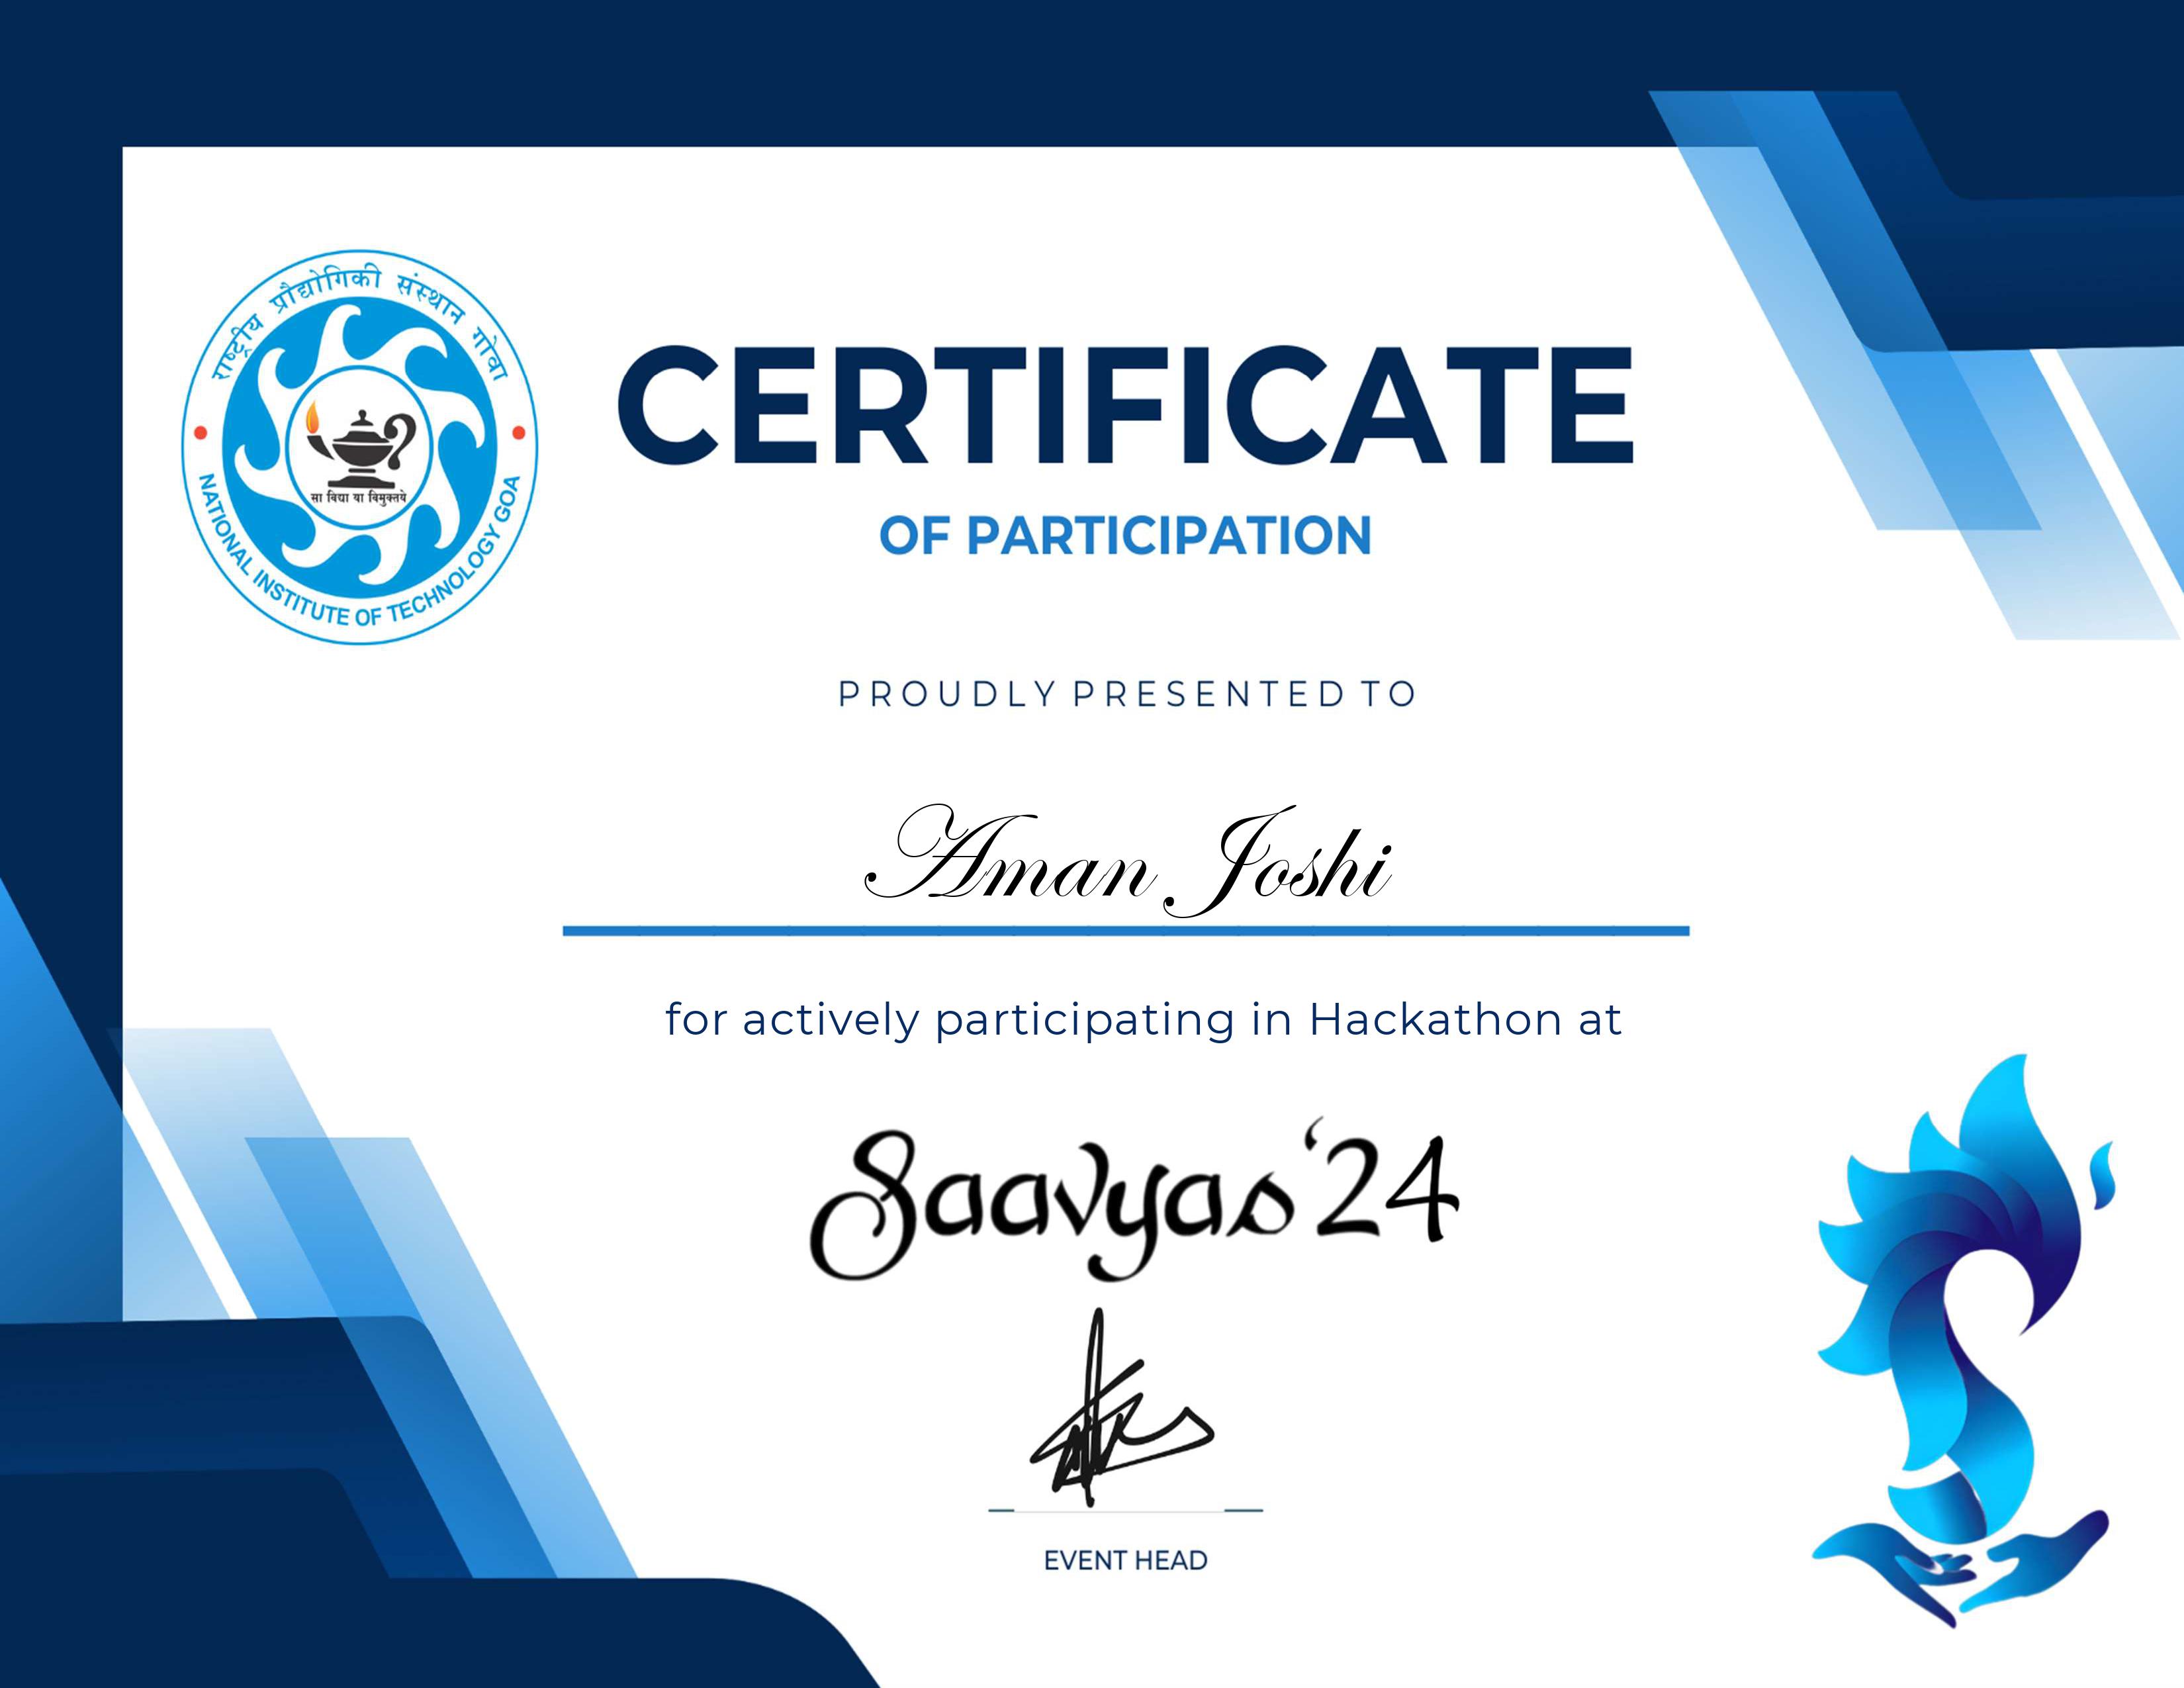 राष्ट्रीय प्रौद्योगिकी संस्थान गोवा
सा विद्या या विमुक्तये
NATIONAL INSTITUTE OF TECHNOLOGY GOA
CERTIFICATE
OF PARTICIPATION
PROUDLY PRESENTED TO
Aman Joshi
for actively participating in Hackathon at
Saavyas '24
EVENT HEAD